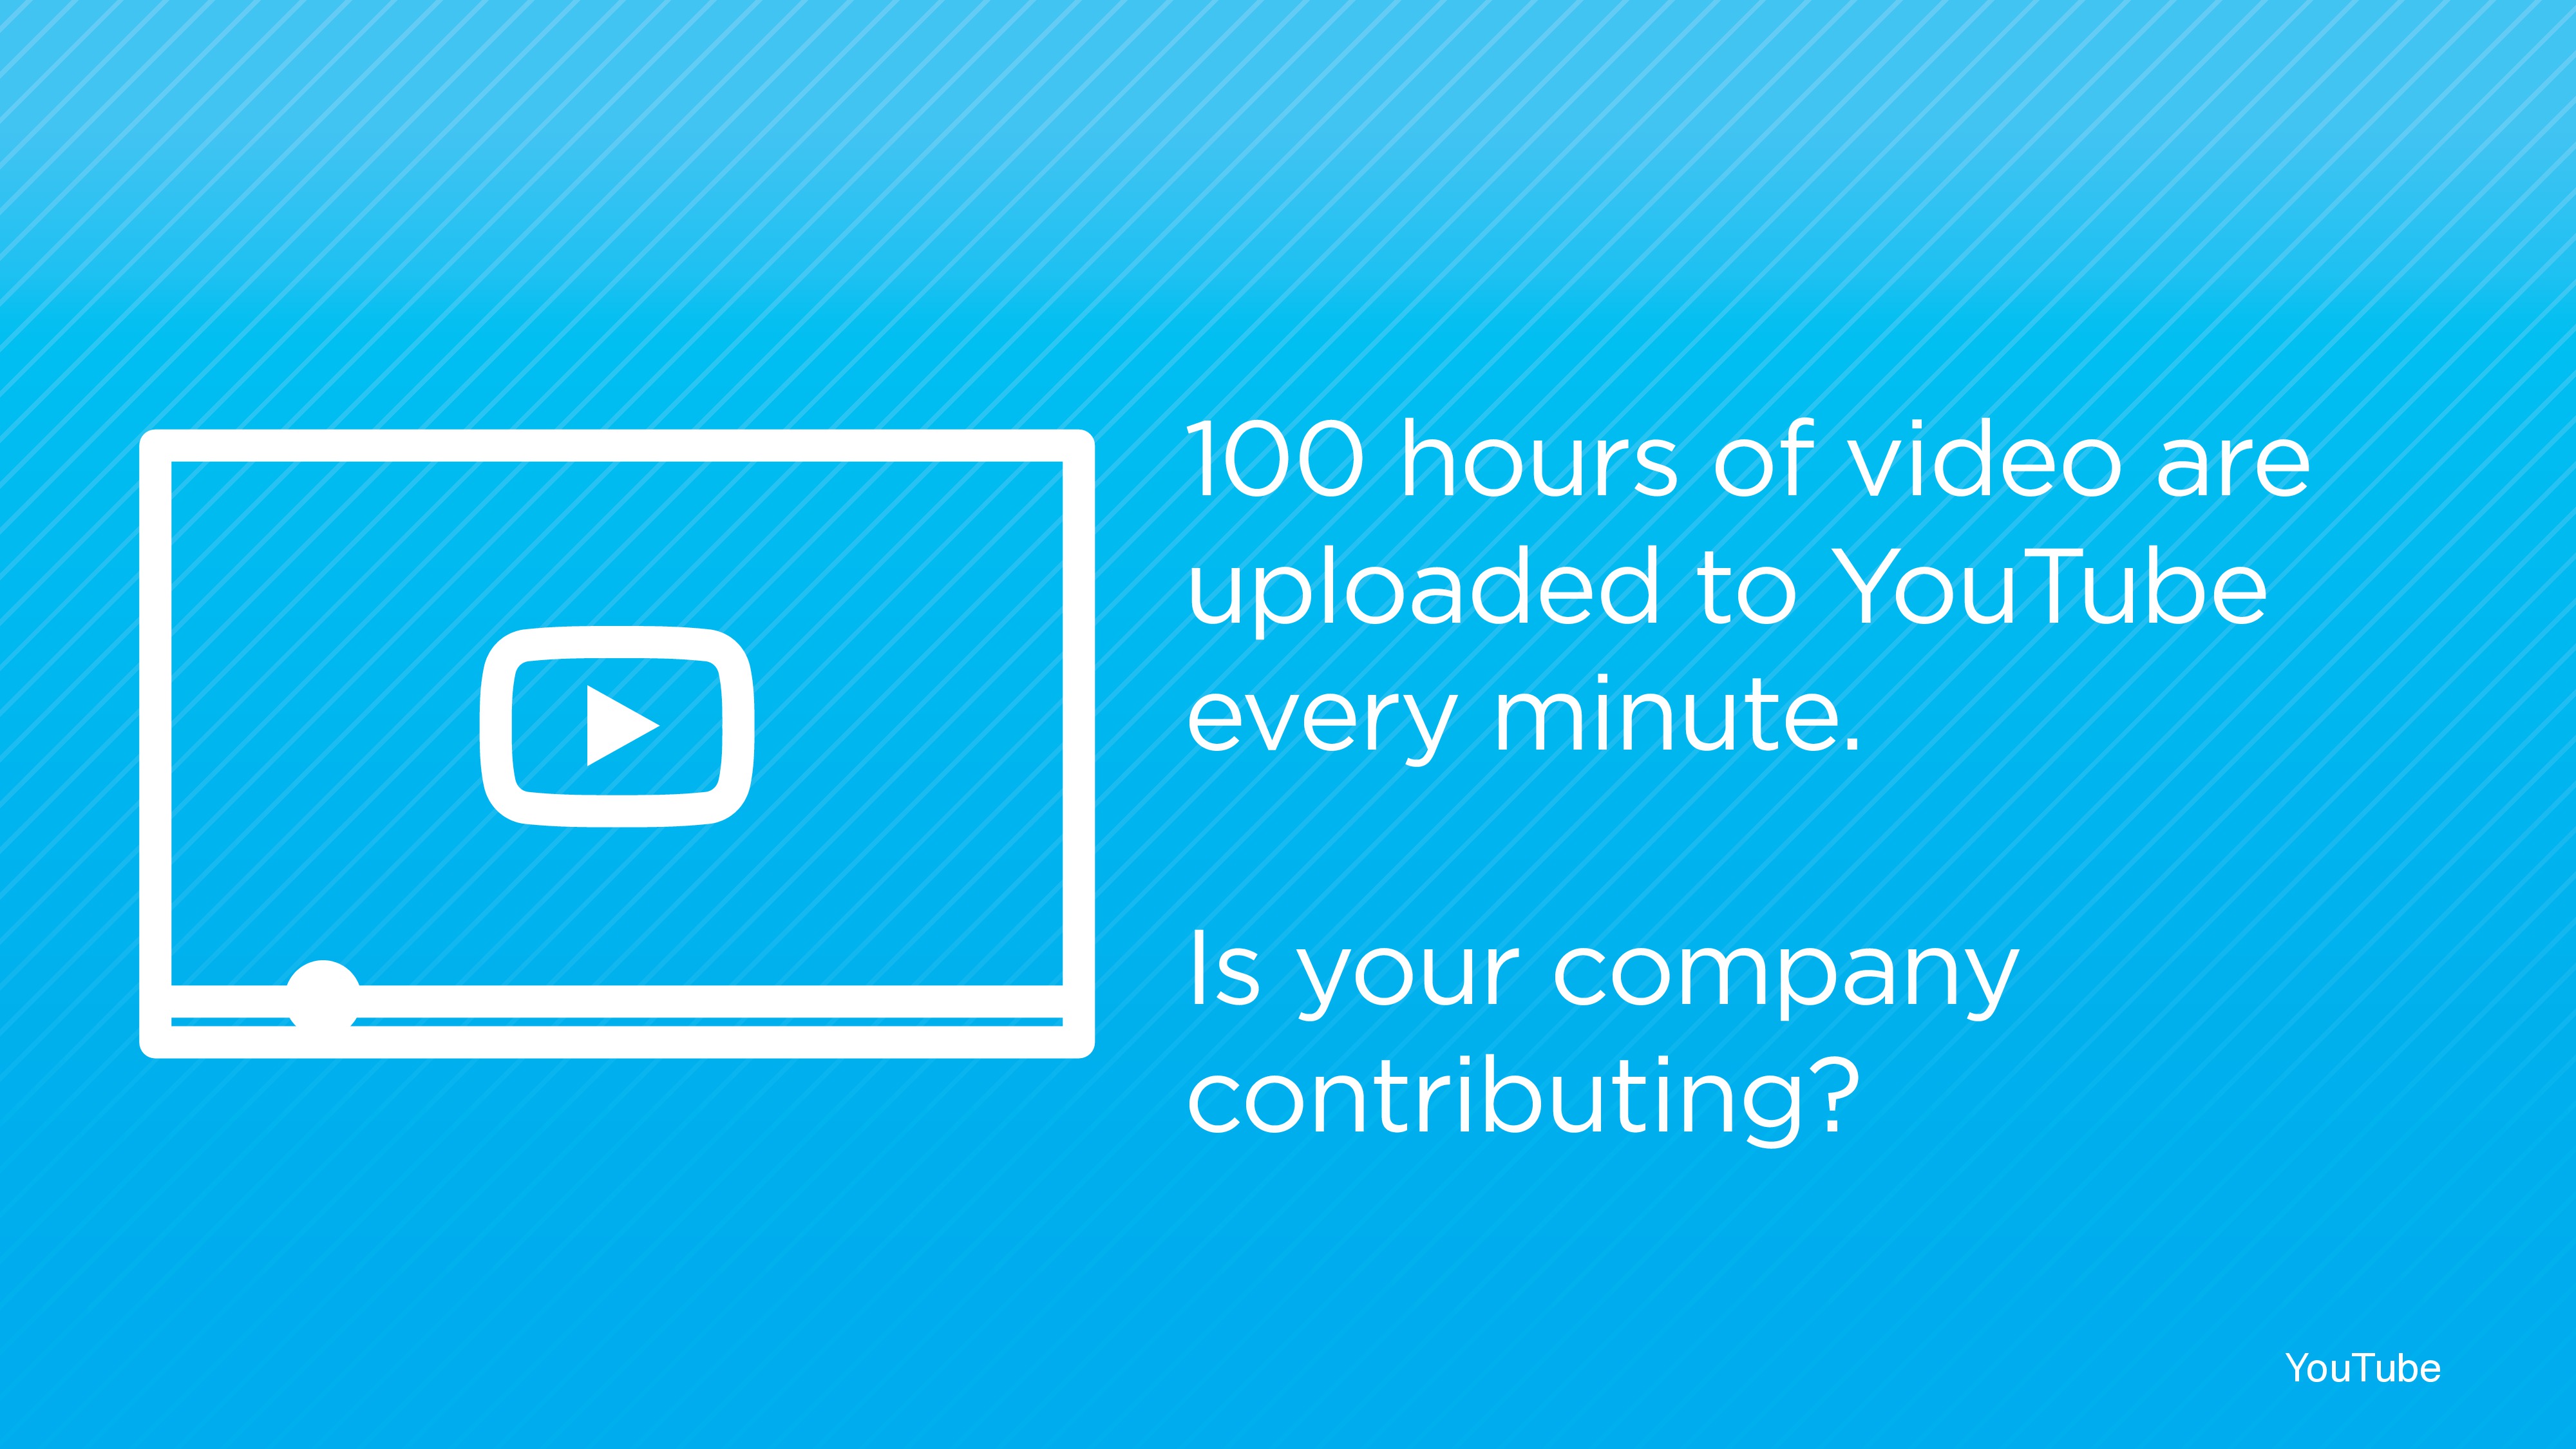 100 hours of video are
uploaded to YouTube
every minute.
Is your company
contributing?
YouTube